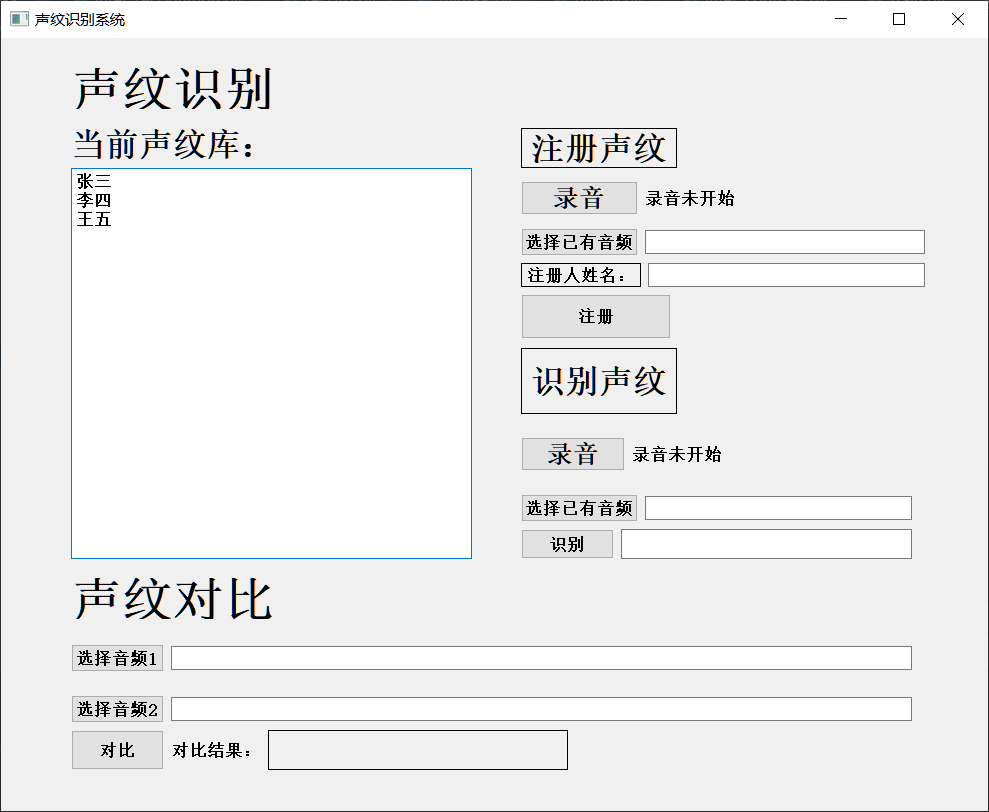 声纹识别系统
声纹识别
当前声纹库：
张三
李四
王五
注册声纹
录音 录音未开始
选择已有音频
注册人姓名：
注册
识别声纹
录音 录音未开始
选择已有音频
识别
声纹对比
选择音频1
选择音频2
对比 对比结果：